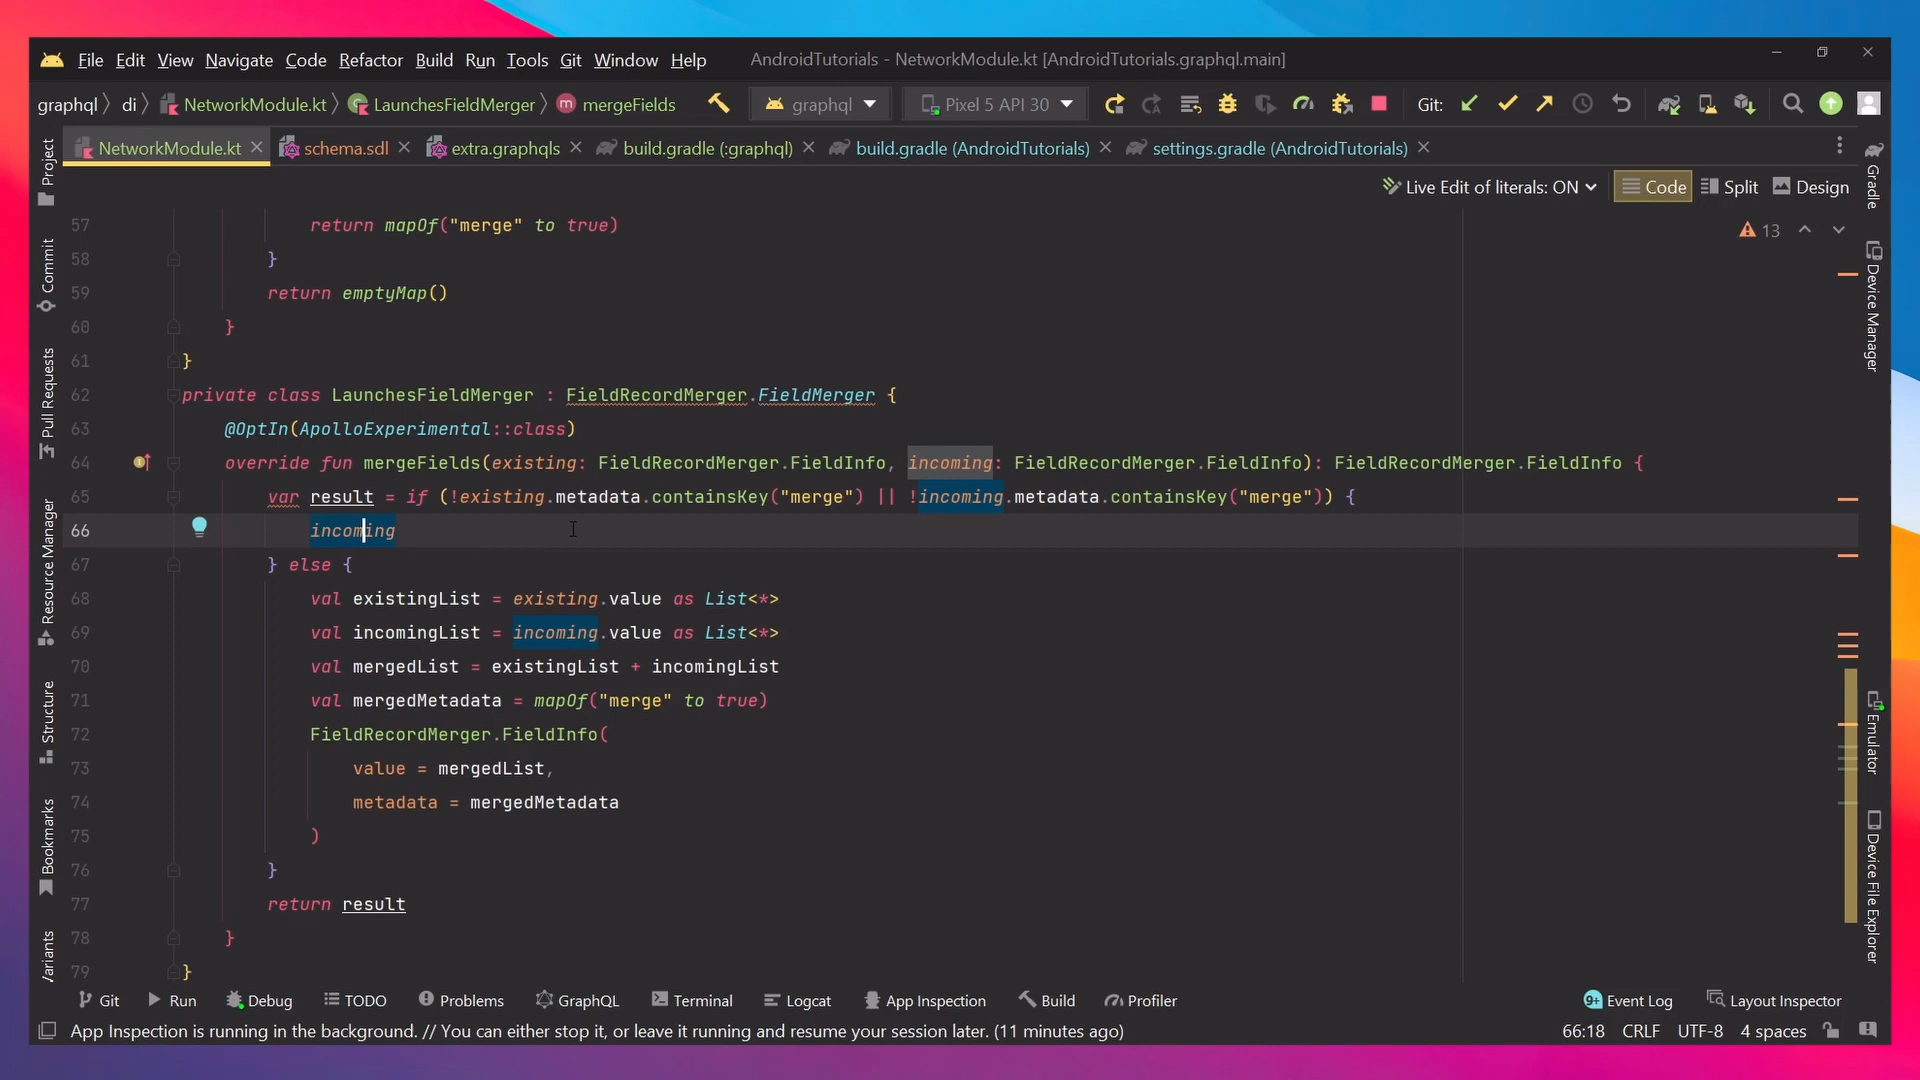 File Edit View Navigate Code Refactor Build Run Tools Git Window Help AndroidTutorials - NetworkModule.kt [AndroidTutorials.graphql.main]
graphql di NetworkModule.kt LaunchesFieldMerger mergeFields graphql Pixel 5 API 30 Git:
NetworkModule.kt schema.sdl extra.graphqls build.gradle (:graphql) build.gradle (AndroidTutorials) settings.gradle (AndroidTutorials)
Live Edit of literals: ON Code Split Design
13
57 return mapOf("merge" to true)
58 }
59 return emptyMap()
60 }
61 }
62 private class LaunchesFieldMerger : FieldRecordMerger.FieldMerger {
63 @OptIn(ApolloExperimental::class)
64 override fun mergeFields(existing: FieldRecordMerger.FieldInfo, incoming: FieldRecordMerger.FieldInfo): FieldRecordMerger.FieldInfo {
65 var result = if (!existing.metadata.containsKey("merge") || !incoming.metadata.containsKey("merge")) {
66 incoming
67 } else {
68 val existingList = existing.value as List<*>
69 val incomingList = incoming.value as List<*>
70 val mergedList = existingList + incomingList
71 val mergedMetadata = mapOf("merge" to true)
72 FieldRecordMerger.FieldInfo(
73 value = mergedList,
74 metadata = mergedMetadata
75 )
76 }
77 return result
78 }
79 }
Project
Commit
Pull Requests
Resource Manager
Structure
Bookmarks
Variants
Gradle
Device Manager
Emulator
Device File Explorer
Git Run Debug TODO Problems GraphQL Terminal Logcat App Inspection Build Profiler 9+ Event Log Layout Inspector
App Inspection is running in the background. // You can either stop it, or leave it running and resume your session later. (11 minutes ago) 66:18 CRLF UTF-8 4 spaces